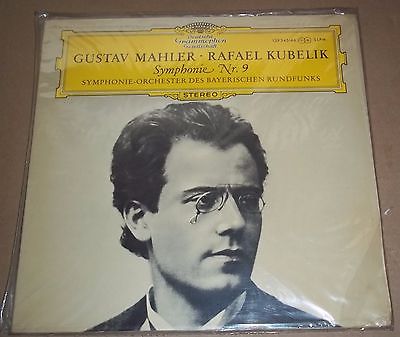 Deutsche
Grammophon
Gesellschaft
GUSTAV MAHLER · RAFAEL KUBELIK
Symphonie Nr. 9
SYMPHONIE-ORCHESTER DES BAYERISCHEN RUNDFUNKS
STEREO